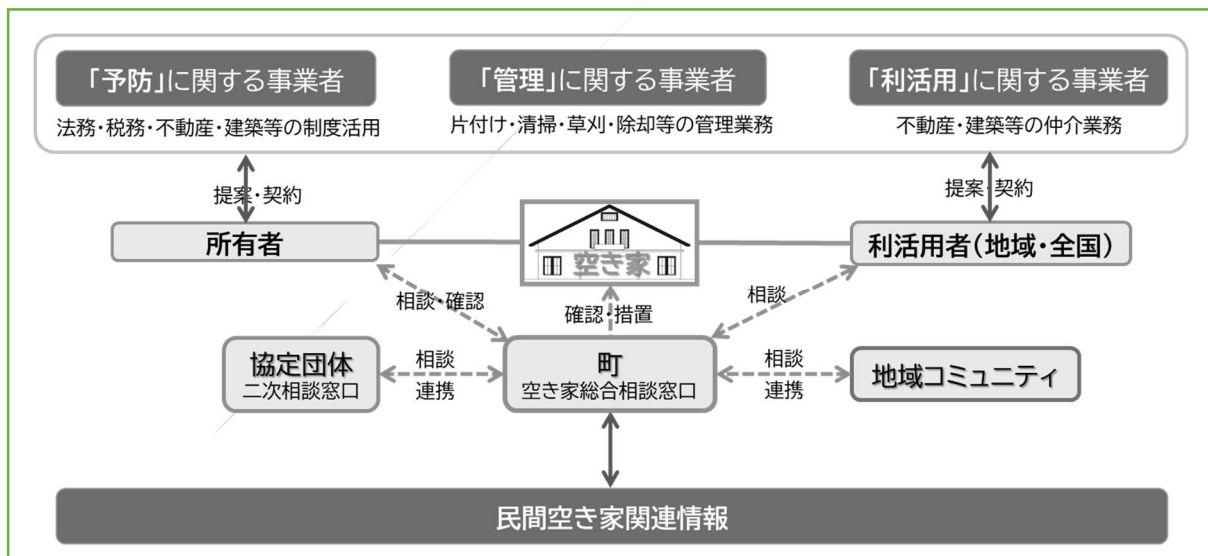 「予防」に関する事業者
「管理」に関する事業者
「利活用」に関する事業者
法務・税務・不動産・建築等の制度活用
片付け・清掃・草刈・除却等の管理業務
不動産・建築等の仲介業務
提案・契約
提案・契約
所有者
空き家
利活用者(地域・全国)
相談・確認
確認・措置
相談
協定団体
二次相談窓口
相談
連携
町
空き家総合相談窓口
相談
連携
地域コミュニティ
民間空き家関連情報